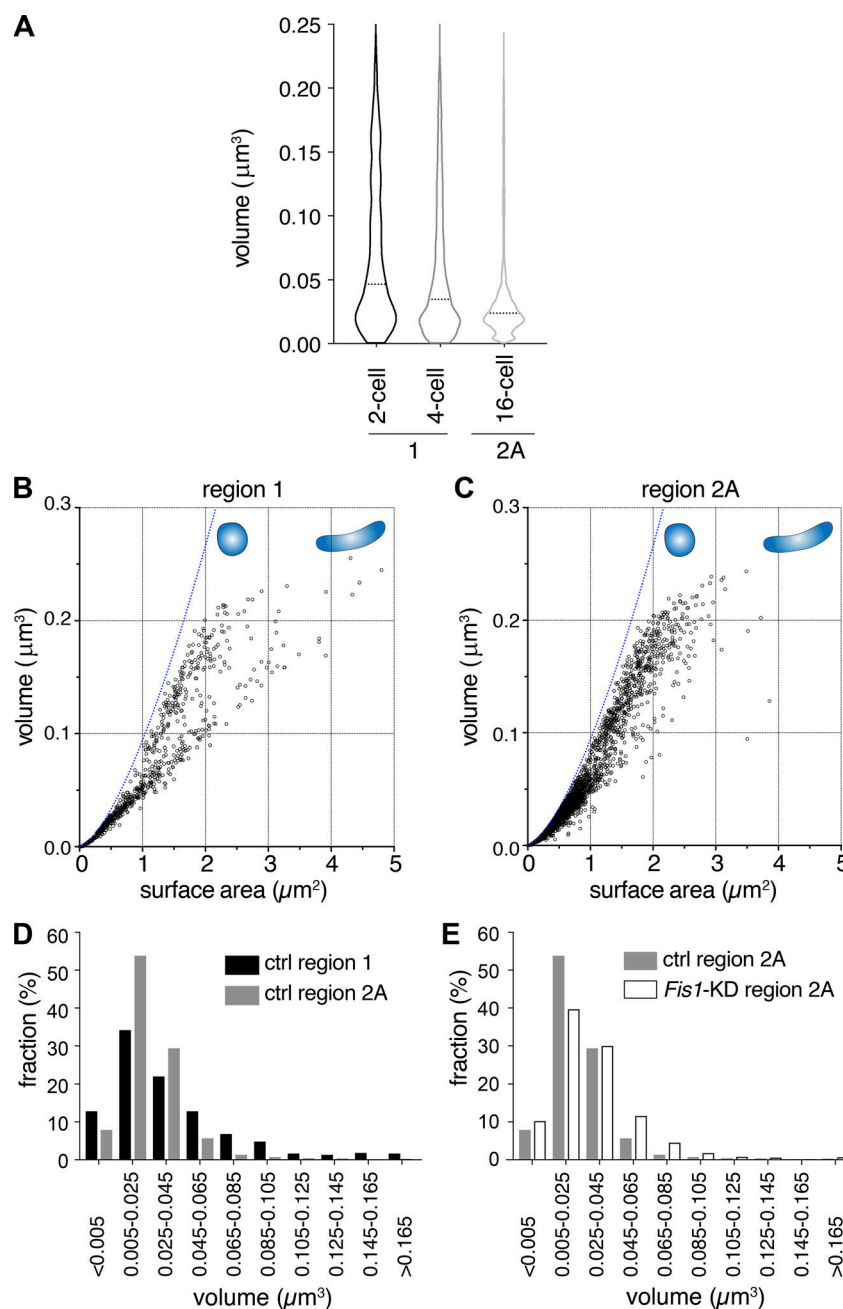 A
0.25
0.20
0.15
0.10
0.05
0.00
volume (μm³)
2-cell
4-cell
16-cell
1
2A
B
region 1
0.3
0.2
0.1
0.0
volume (μm³)
0 1 2 3 4 5
surface area (μm²)
C
region 2A
0.3
0.2
0.1
0.0
volume (μm³)
0 1 2 3 4 5
surface area (μm²)
D
60
50
40
30
20
10
0
fraction (%)
ctrl region 1
ctrl region 2A
<0.005
0.005-0.025
0.025-0.045
0.045-0.065
0.065-0.085
0.085-0.105
0.105-0.125
0.125-0.145
0.145-0.165
>0.165
volume (μm³)
E
60
50
40
30
20
10
0
fraction (%)
ctrl region 2A
Fis1-KD region 2A
<0.005
0.005-0.025
0.025-0.045
0.045-0.065
0.065-0.085
0.085-0.105
0.105-0.125
0.125-0.145
0.145-0.165
>0.165
volume (μm³)